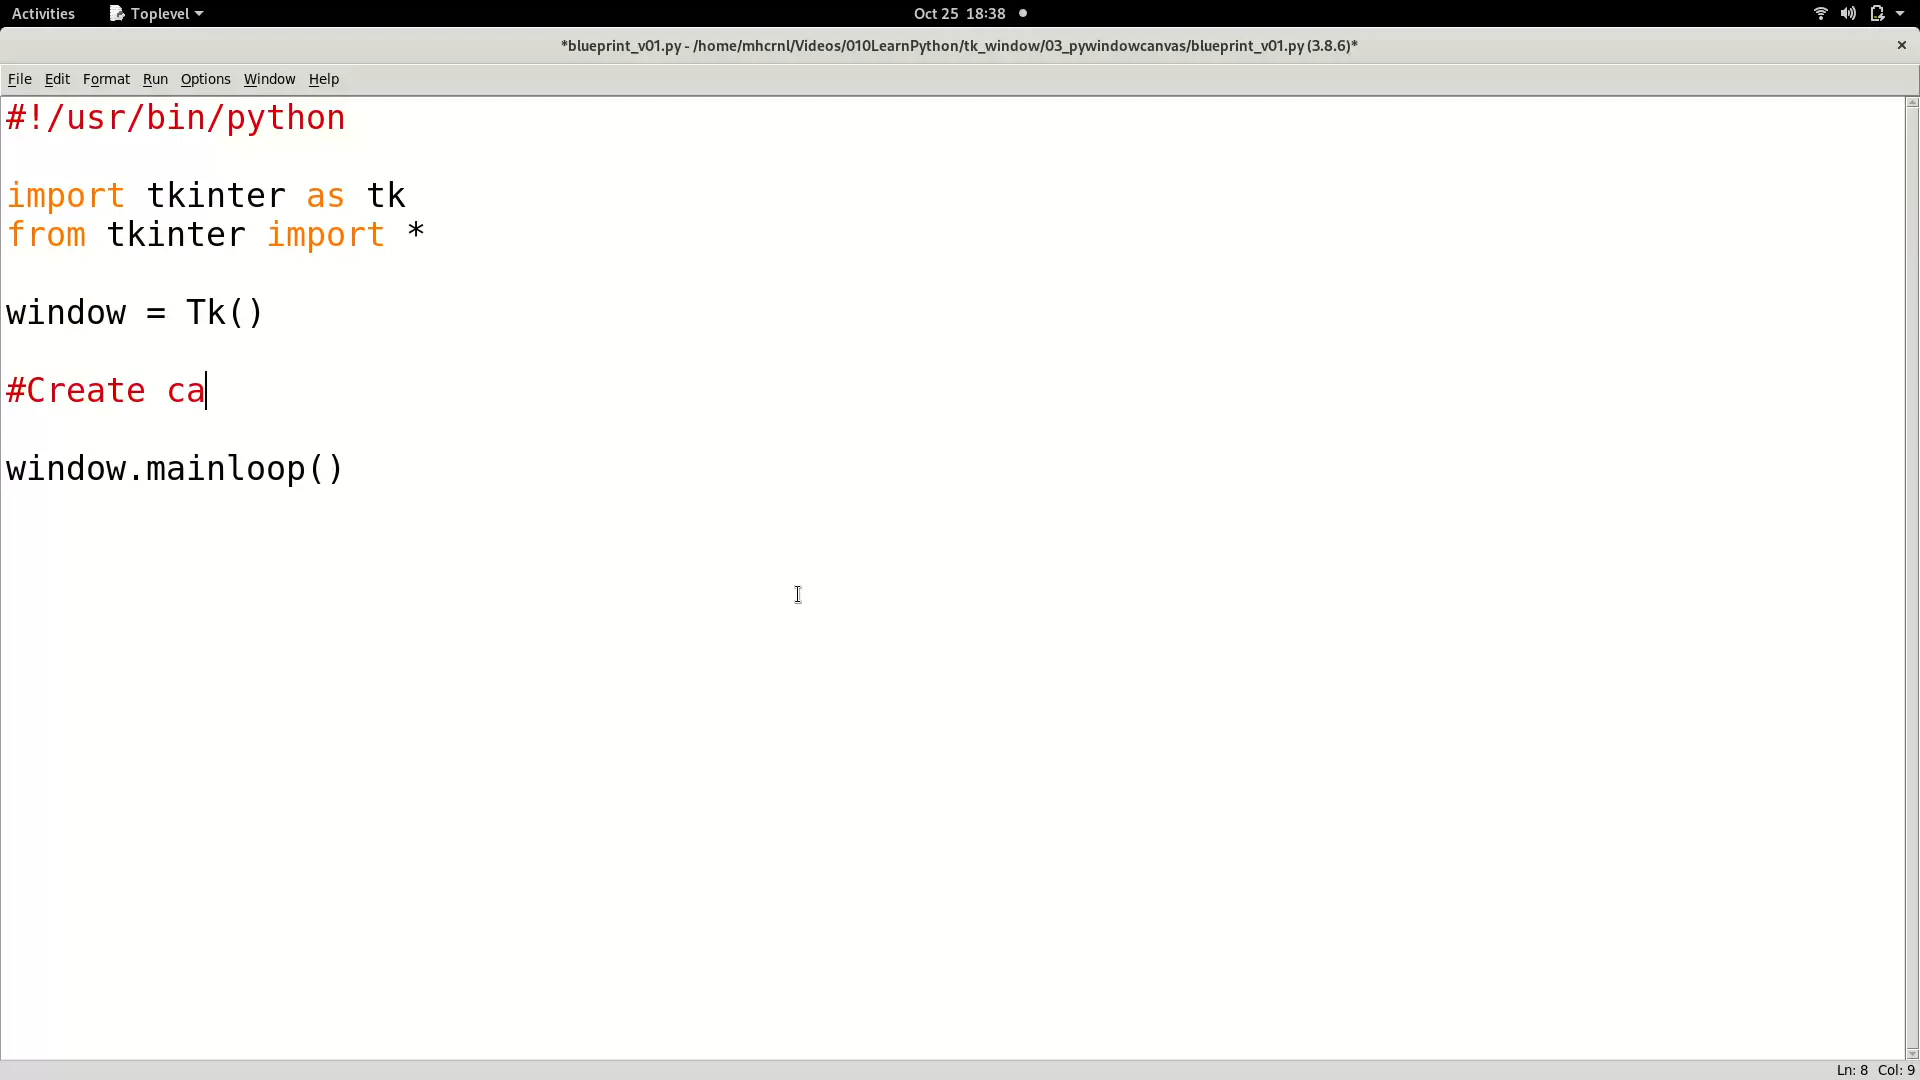 Activities Toplevel Oct 25 18:38
*blueprint_v01.py - /home/mhcrnl/Videos/010LearnPython/tk_window/03_pywindowcanvas/blueprint_v01.py (3.8.6)*
File Edit Format Run Options Window Help
#!/usr/bin/python
import tkinter as tk
from tkinter import *
window = Tk()
#Create ca
window.mainloop()
Ln: 8 Col: 9